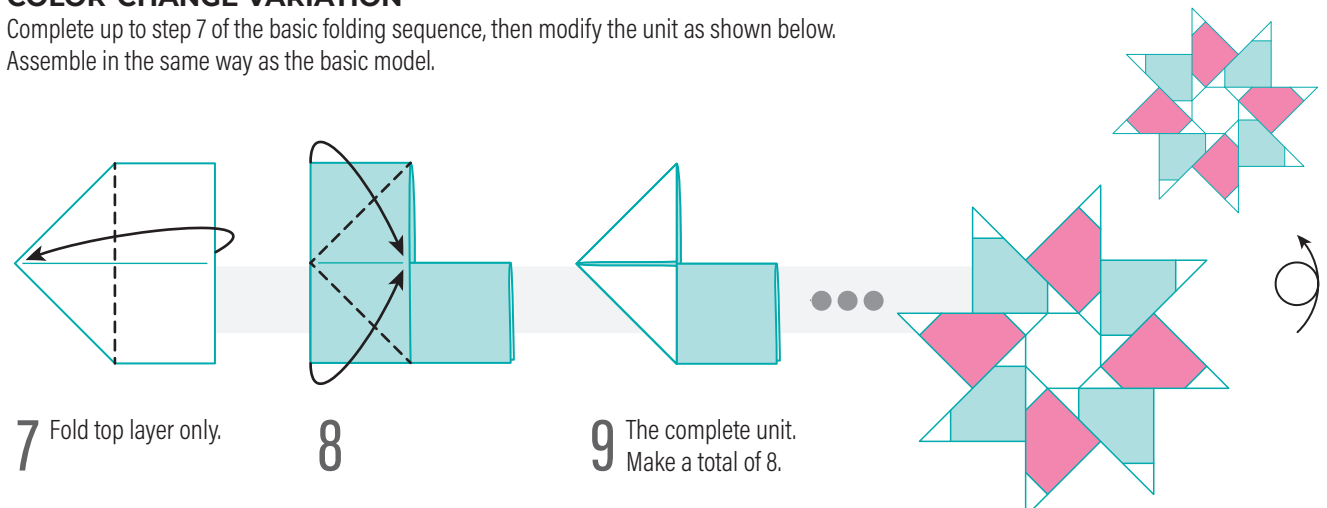 COLOR-CHANGE VARIATION
Complete up to step 7 of the basic folding sequence, then modify the unit as shown below.
Assemble in the same way as the basic model.
7 Fold top layer only.
8
9 The complete unit.
Make a total of 8.